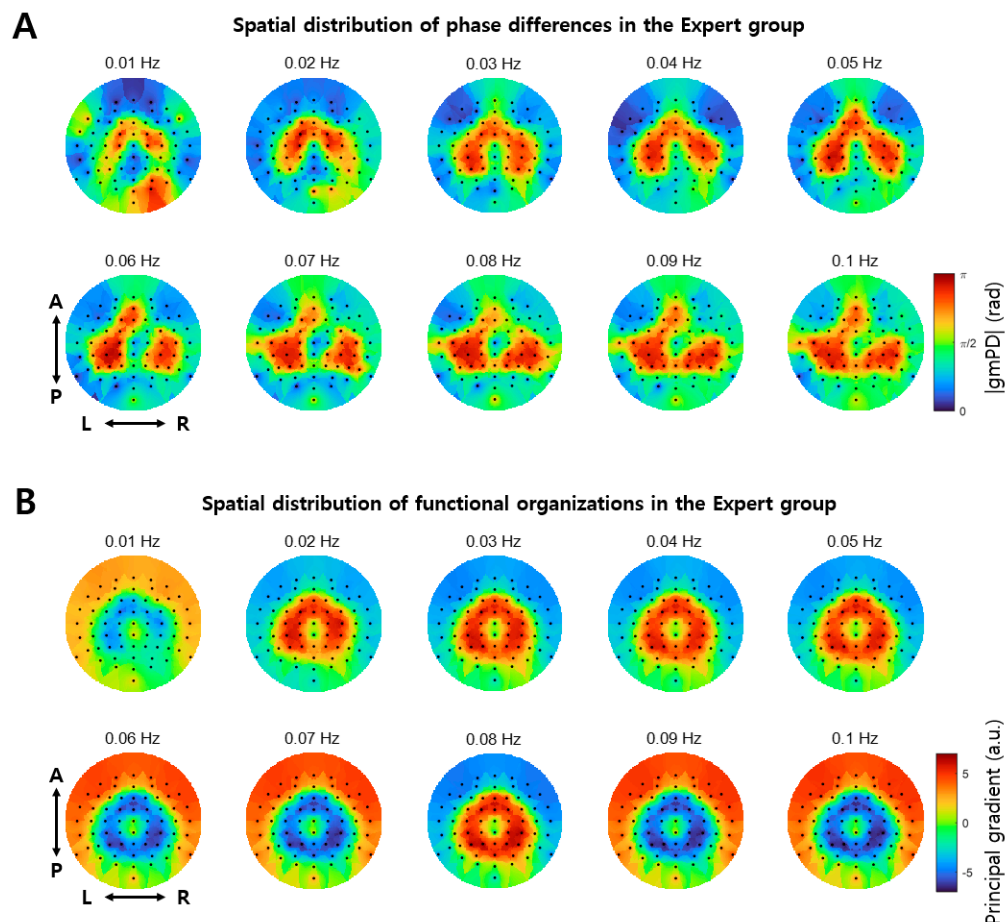 A
Spatial distribution of phase differences in the Expert group
0.01 Hz
0.02 Hz
0.03 Hz
0.04 Hz
0.05 Hz
0.06 Hz
0.07 Hz
0.08 Hz
0.09 Hz
0.1 Hz
A
P
L
R
π
π/2
0
|gmPD| (rad)
B
Spatial distribution of functional organizations in the Expert group
0.01 Hz
0.02 Hz
0.03 Hz
0.04 Hz
0.05 Hz
0.06 Hz
0.07 Hz
0.08 Hz
0.09 Hz
0.1 Hz
A
P
L
R
5
0
-5
Principal gradient (a.u.)